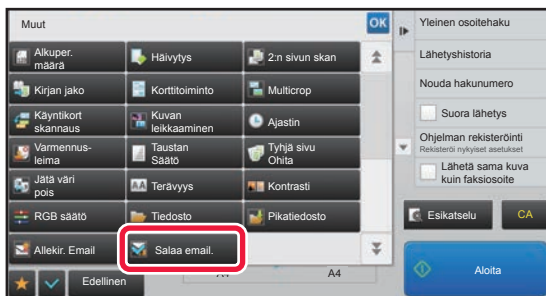 Muut
OK
Alkuper.
määrä
Häivytys
2:n sivun skan
Kirjan jako
Korttitoiminto
Multicrop
Käyntikort
skannaus
Kuvan
leikkaaminen
Ajastin
Varmennus-
leima
Taustan
Säätö
Tyhjä sivu
Ohita
Jätä väri
pois
AA Terävyys
Kontrasti
RGB säätö
Tiedosto
Pikatiedosto
Allekir. Email
Salaa email.
Edellinen
A4
A4
Yleinen osoitehaku
Lähetyshistoria
Nouda hakunumero
Suora lähetys
Ohjelman rekisteröinti
Rekisteröi nykyiset asetukset
Lähetä sama kuva
kuin faksiosoite
Esikatselu
CA
Aloita